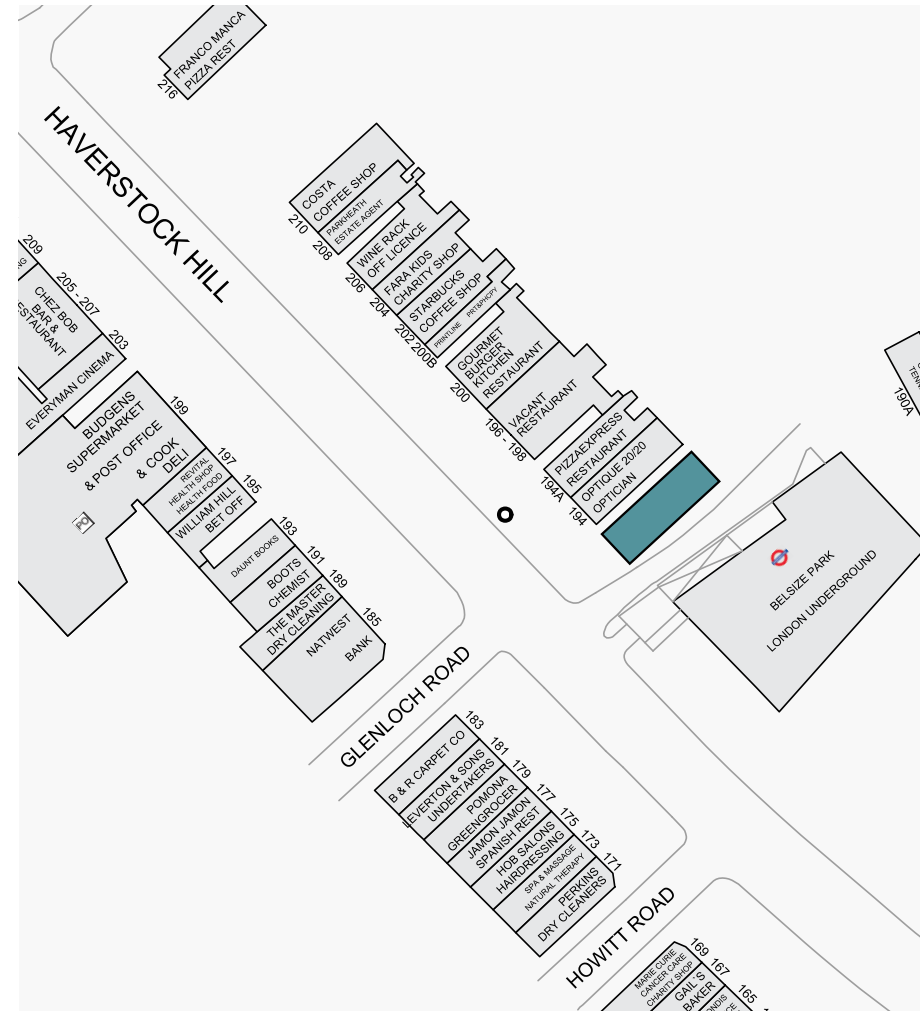 FRANCO MANCA
PIZZA REST
216
HAVERSTOCK HILL
COSTA
COFFEE SHOP
210
PARKHEATH
ESTATE AGENT
208
WINE RACK
OFF LICENCE
206
FARA KIDS
CHARITY SHOP
204
STARBUCKS
COFFEE SHOP
202
PRINTLINE PRT&PHCPY
200B
GOURMET
BURGER
KITCHEN
RESTAURANT
200
VACANT
RESTAURANT
196 - 198
PIZZAEXPRESS
RESTAURANT
194A
OPTIQUE 20/20
OPTICIAN
194
190A
BELSIZE PARK
LONDON UNDERGROUND
209
NG
205 - 207
CHEZ BOB
BAR &
ESTAURANT
203
EVERYMAN CINEMA
199
BUDGENS
SUPERMARKET
& POST OFFICE
& COOK
DELI
PO
197
REVITAL
HEALTH SHOP
HEALTH FOOD
195
WILLIAM HILL
BET OFF
193
DAUNT BOOKS
191
BOOTS
CHEMIST
189
THE MASTER
DRY CLEANING
185
NATWEST
BANK
GLENLOCH ROAD
183
B & R CARPET CO
181
LEVERTON & SONS
UNDERTAKERS
179
POMONA
GREENGROCER
177
JAMON JAMON
SPANISH REST
175
HOB SALONS
HAIRDRESSING
173
SPA & MASSAGE
NATURAL THERAPY
171
PERKINS
DRY CLEANERS
HOWITT ROAD
169
MARIE CURIE
CANCER CARE
CHARITY SHOP
167
GAIL´S
BAKER
165
ONDIS